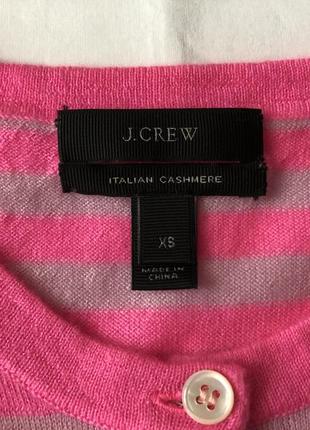 J.CREW
ITALIAN CASHMERE
XS
MADE IN
CHINA